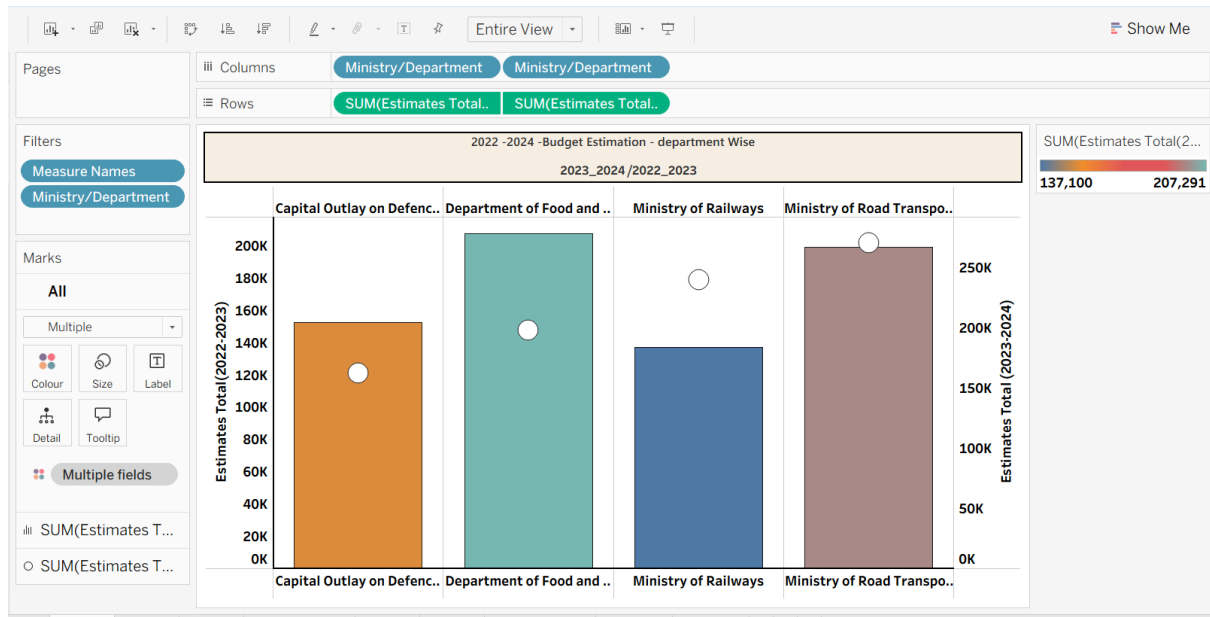 Entire View
Show Me
Pages
Columns
Ministry/Department
Ministry/Department
Rows
SUM(Estimates Total..
SUM(Estimates Total..
Filters
Measure Names
Ministry/Department
Marks
All
Multiple
Colour
Size
Label
Detail
Tooltip
Multiple fields
SUM(Estimates T...
SUM(Estimates T...
2022 -2024 -Budget Estimation - department Wise
2023_2024 /2022_2023
Capital Outlay on Defenc..
Department of Food and ..
Ministry of Railways
Ministry of Road Transpo..
Estimates Total(2022-2023)
200K
180K
160K
140K
120K
100K
80K
60K
40K
20K
0K
250K
200K
150K
100K
50K
0K
Estimates Total (2023-2024)
Capital Outlay on Defenc..
Department of Food and ..
Ministry of Railways
Ministry of Road Transpo..
SUM(Estimates Total(2...
137,100
207,291